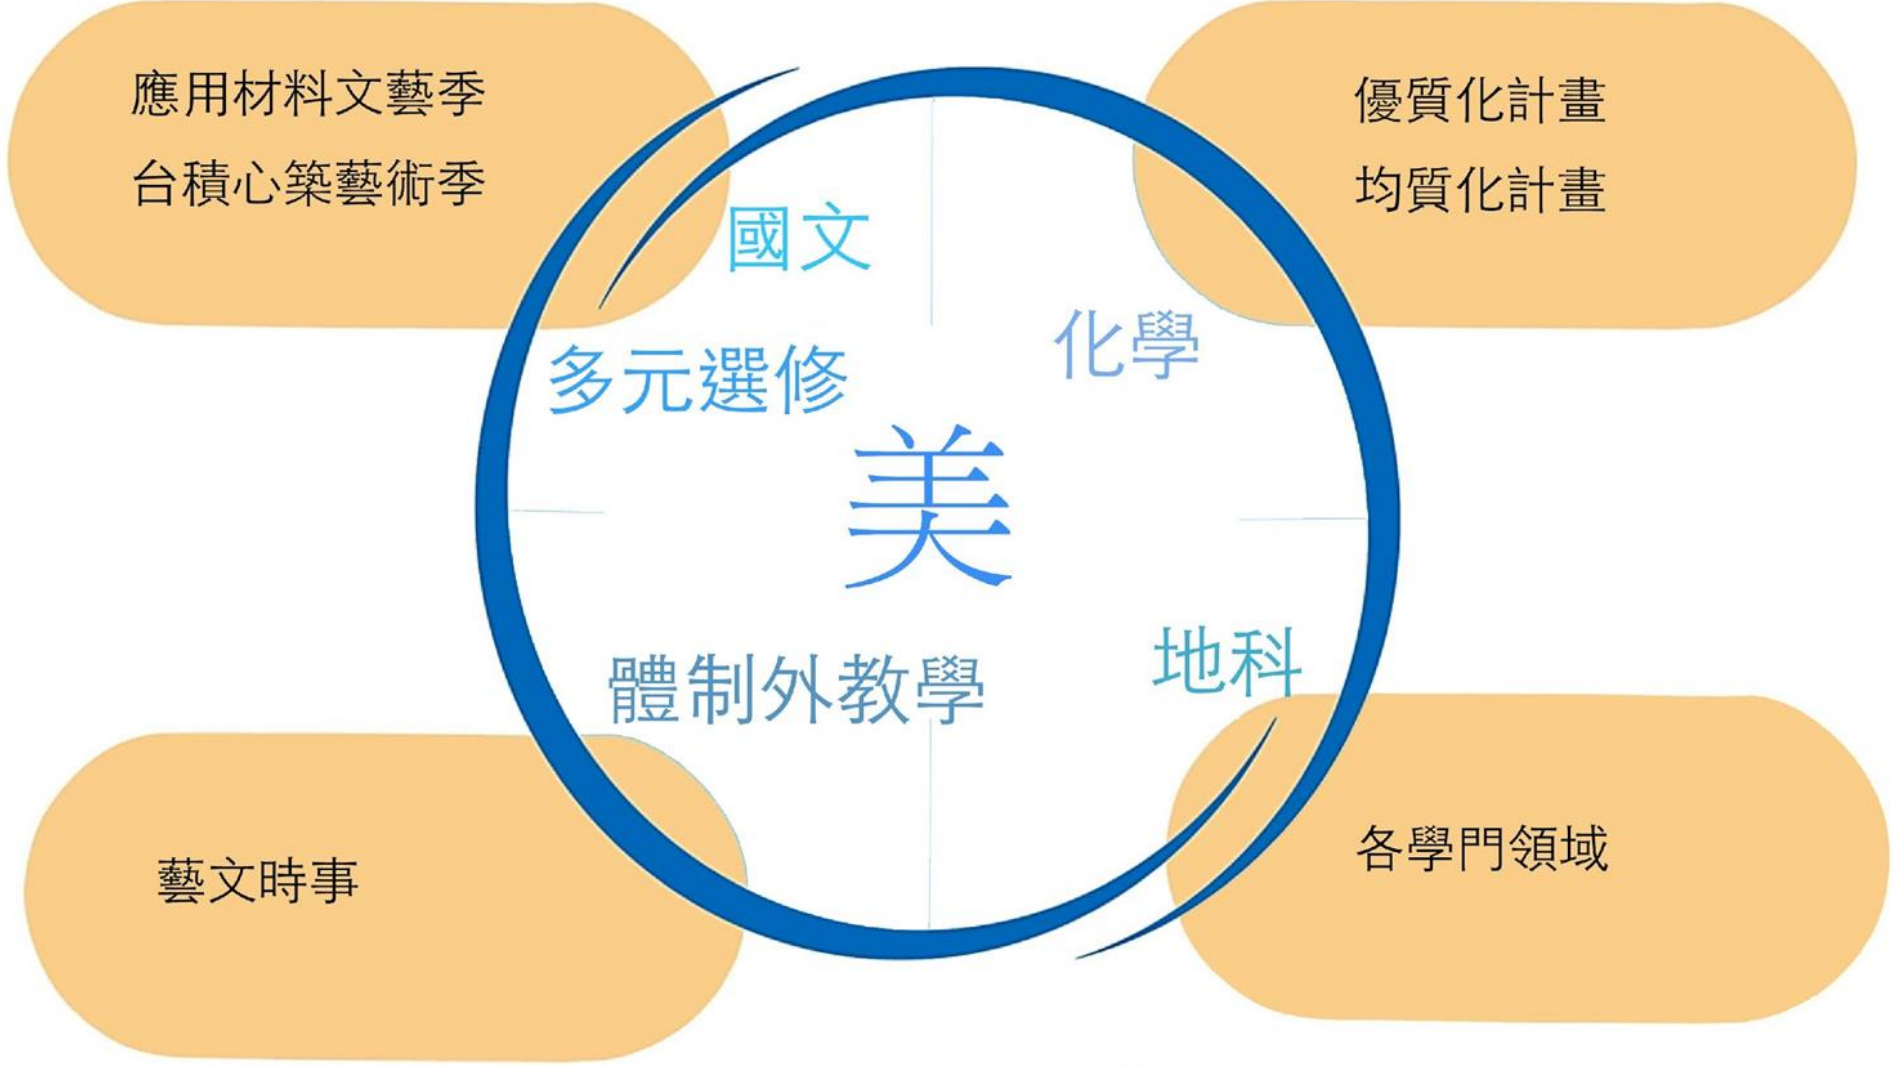 應用材料文藝季
台積心築藝術季
優質化計畫
均質化計畫
國文
化學
多元選修
美
體制外教學
地科
藝文時事
各學門領域